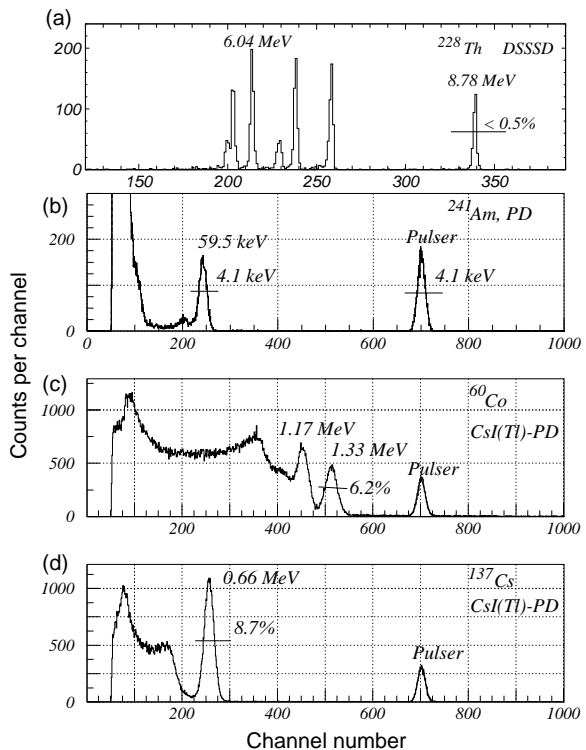 (a)
6.04 MeV
228Th DSSSD
200
8.78 MeV
100
< 0.5%
0
150 200 250 300 350
(b)
241Am, PD
200
59.5 keV
Pulser
4.1 keV
4.1 keV
0
0 200 400 600 800 1000
(c)
60Co
1000
1.17 MeV
CsI(Tl)-PD
1.33 MeV
500
6.2%
Pulser
0
200 400 600 800 1000
(d)
0.66 MeV
137Cs
1000
CsI(Tl)-PD
8.7%
500
Pulser
0
0 200 400 600 800 1000
Counts per channel
Channel number